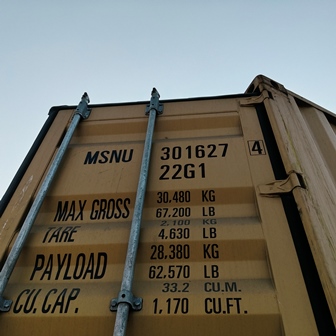 MSNU 301627 4
22G1
MAX GROSS 30.480 KG
67.200 LB
TARE 2.100 KG
4.630 LB
PAYLOAD 28.380 KG
62.570 LB
CU. CAP. 33.2 CU.M.
1.170 CU.FT.